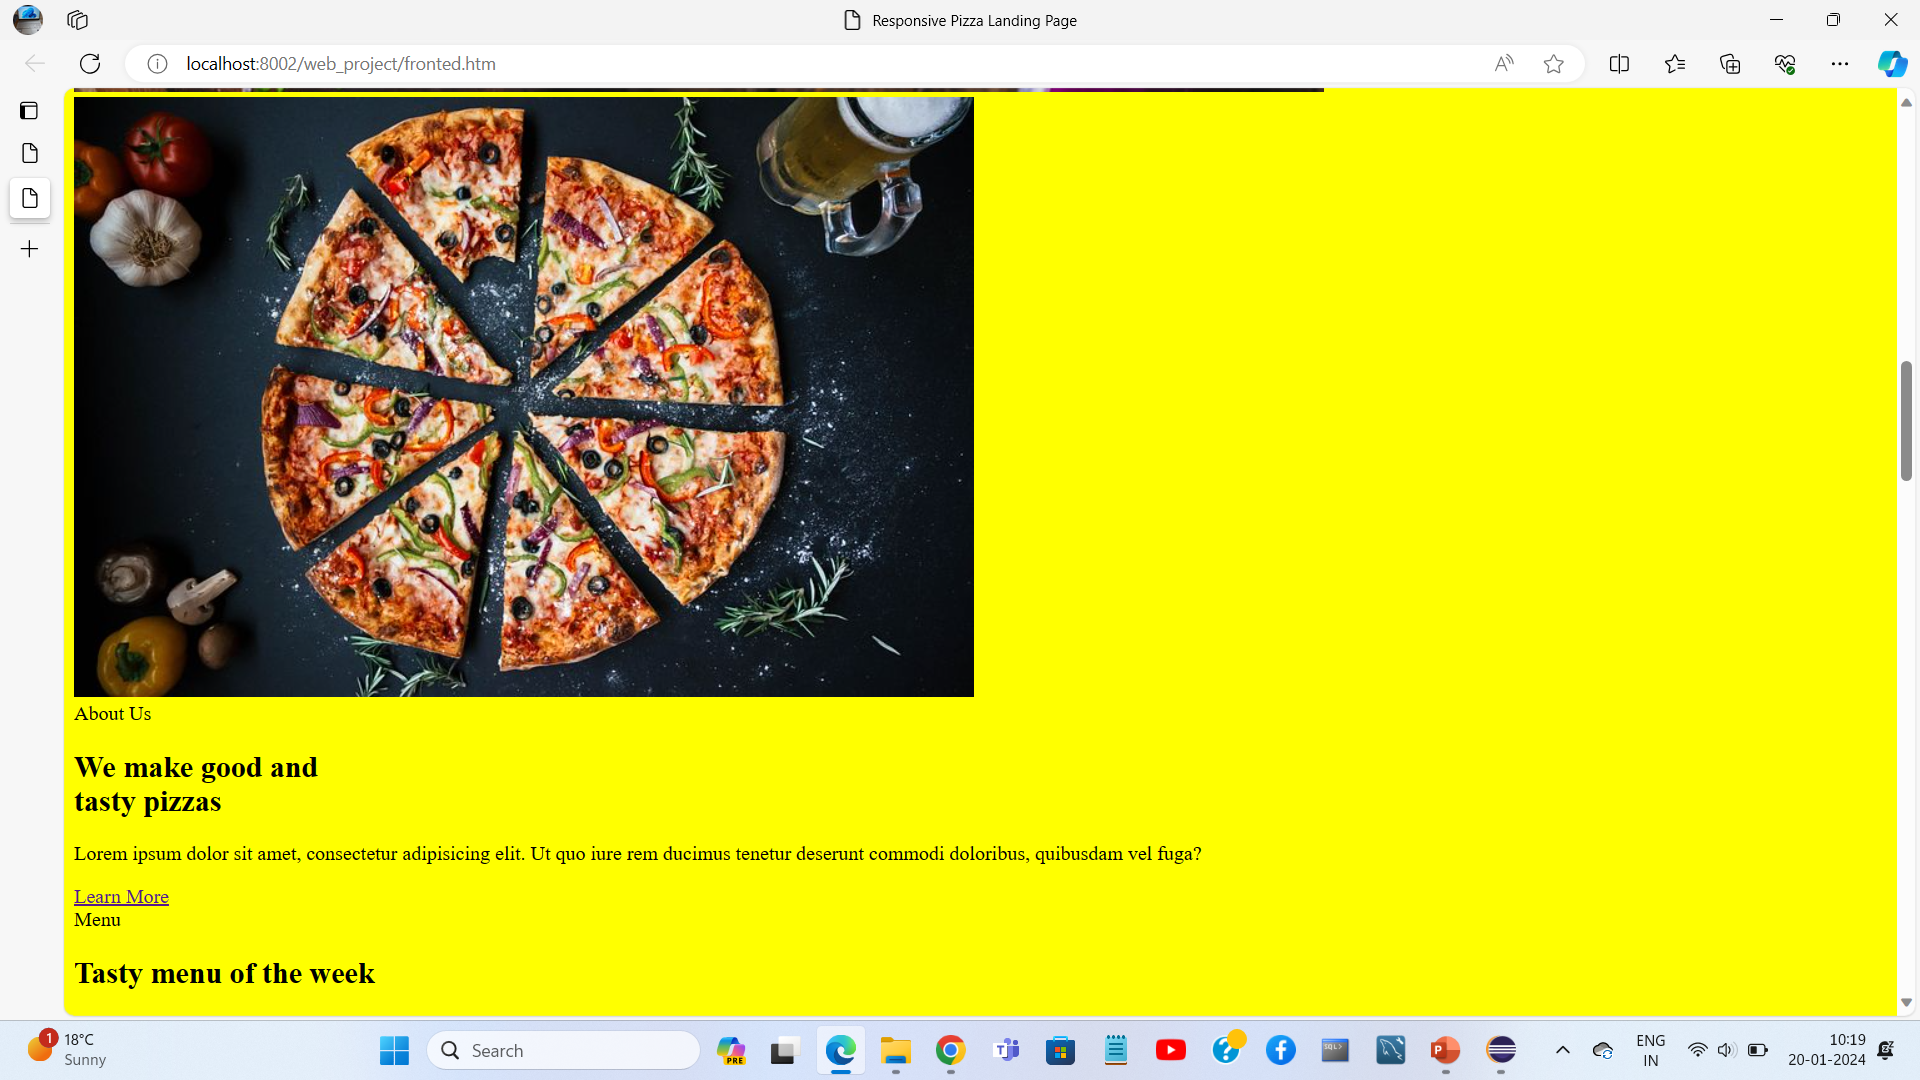 Responsive Pizza Landing Page
localhost:8002/web_project/fronted.htm
About Us
We make good and
tasty pizzas
Lorem ipsum dolor sit amet, consectetur adipisicing elit. Ut quo iure rem ducimus tenetur deserunt commodi doloribus, quibusdam vel fuga?
Learn More
Menu
Tasty menu of the week
1
18°C
Sunny
Search
PRE
SQL>
ENG
IN
10:19
20-01-2024